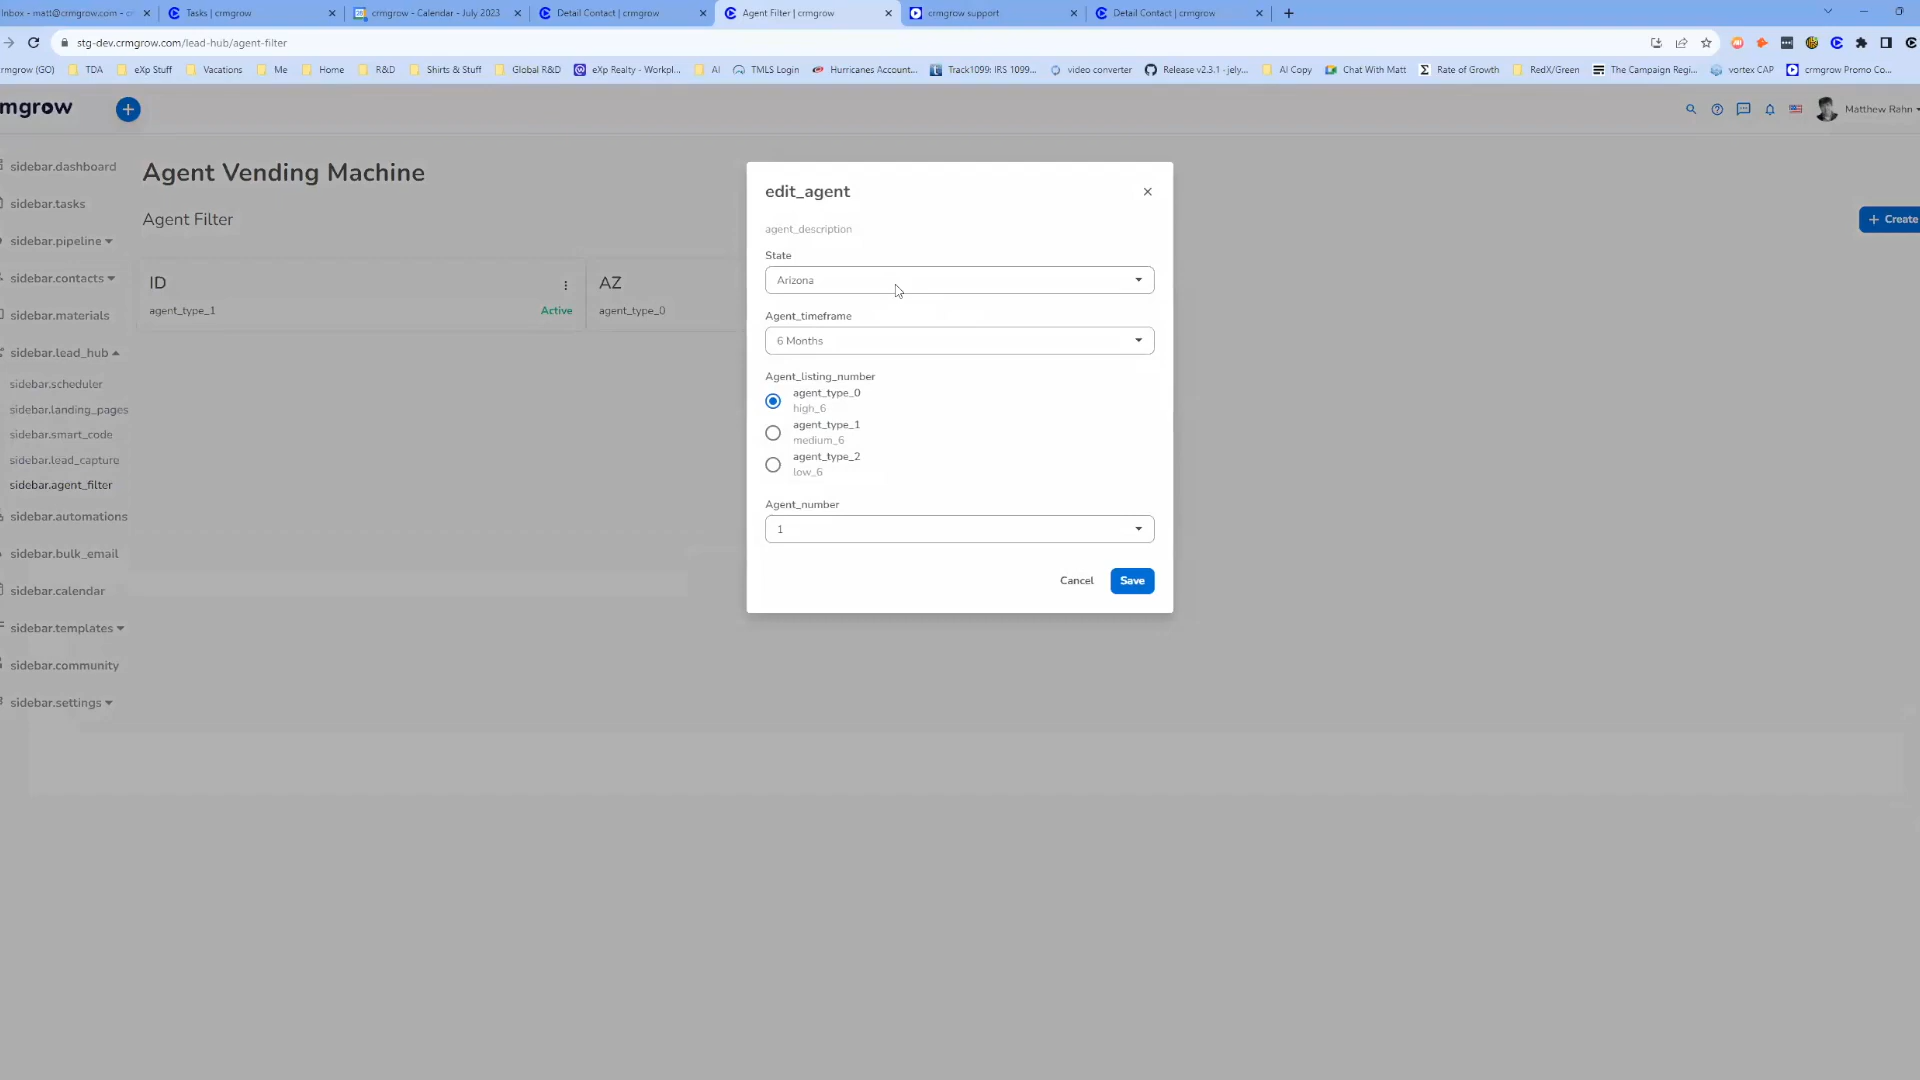 Inbox - matt@crmgrow.com - cr
Tasks | crmgrow
crmgrow - Calendar - July 2023
Detail Contact | crmgrow
Agent Filter | crmgrow
crmgrow support
Detail Contact | crmgrow
stg-dev.crmgrow.com/lead-hub/agent-filter
rmgrow (GO)
TDA
eXp Stuff
Vacations
Me
Home
R&D
Shirts & Stuff
Global R&D
eXp Realty - Workpl...
AI
TMLS Login
Hurricanes Account...
Track1099: IRS 1099...
video converter
Release v2.3.1 - jely...
AI Copy
Chat With Matt
Rate of Growth
RedX/Green
The Campaign Regi...
vortex CAP
crmgrow Promo Co...
rmgrow
Matthew Rahn
sidebar.dashboard
sidebar.tasks
sidebar.pipeline
sidebar.contacts
sidebar.materials
sidebar.lead_hub
sidebar.scheduler
sidebar.landing_pages
sidebar.smart_code
sidebar.lead_capture
sidebar.agent_filter
sidebar.automations
sidebar.bulk_email
sidebar.calendar
sidebar.templates
sidebar.community
sidebar.settings
Agent Vending Machine
Agent Filter
+ Create
ID
agent_type_1
Active
AZ
agent_type_0
edit_agent
agent_description
State
Arizona
Agent_timeframe
6 Months
Agent_listing_number
agent_type_0
high_6
agent_type_1
medium_6
agent_type_2
low_6
Agent_number
1
Cancel
Save